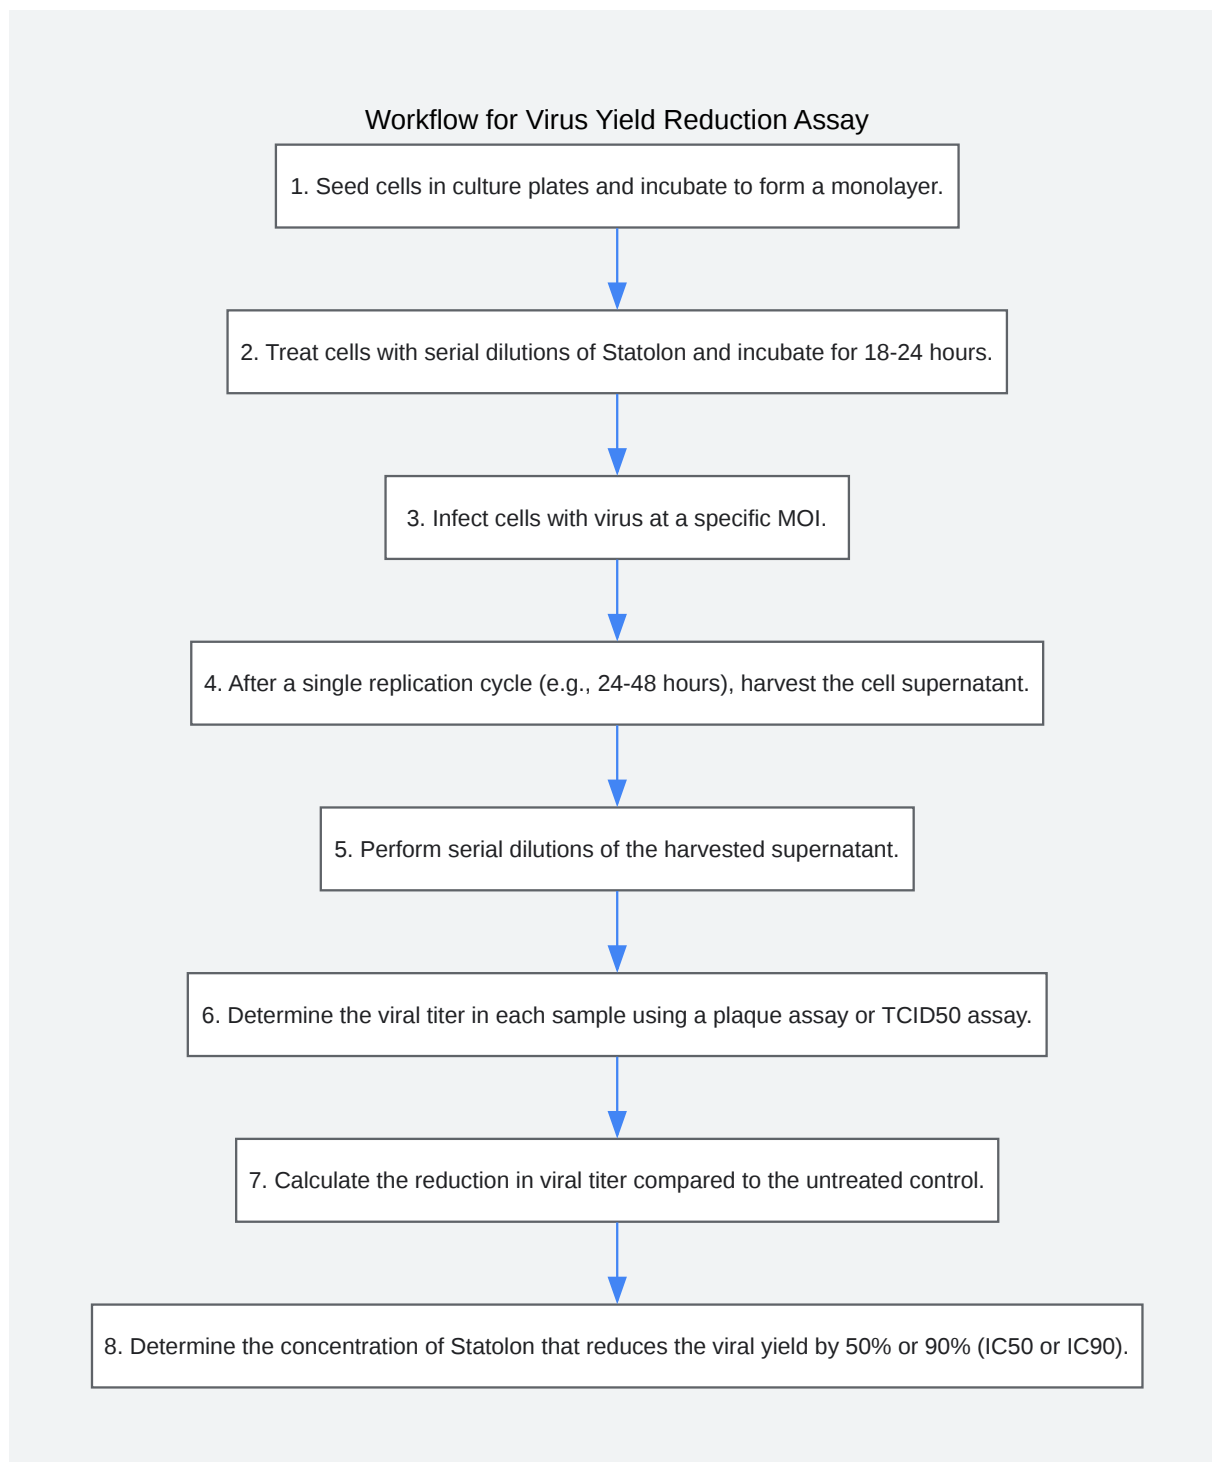 Workflow for Virus Yield Reduction Assay
1. Seed cells in culture plates and incubate to form a monolayer.
2. Treat cells with serial dilutions of Statolon and incubate for 18-24 hours.
3. Infect cells with virus at a specific MOI.
4. After a single replication cycle (e.g., 24-48 hours), harvest the cell supernatant.
5. Perform serial dilutions of the harvested supernatant.
6. Determine the viral titer in each sample using a plaque assay or TCID50 assay.
7. Calculate the reduction in viral titer compared to the untreated control.
8. Determine the concentration of Statolon that reduces the viral yield by 50% or 90% (IC50 or IC90).